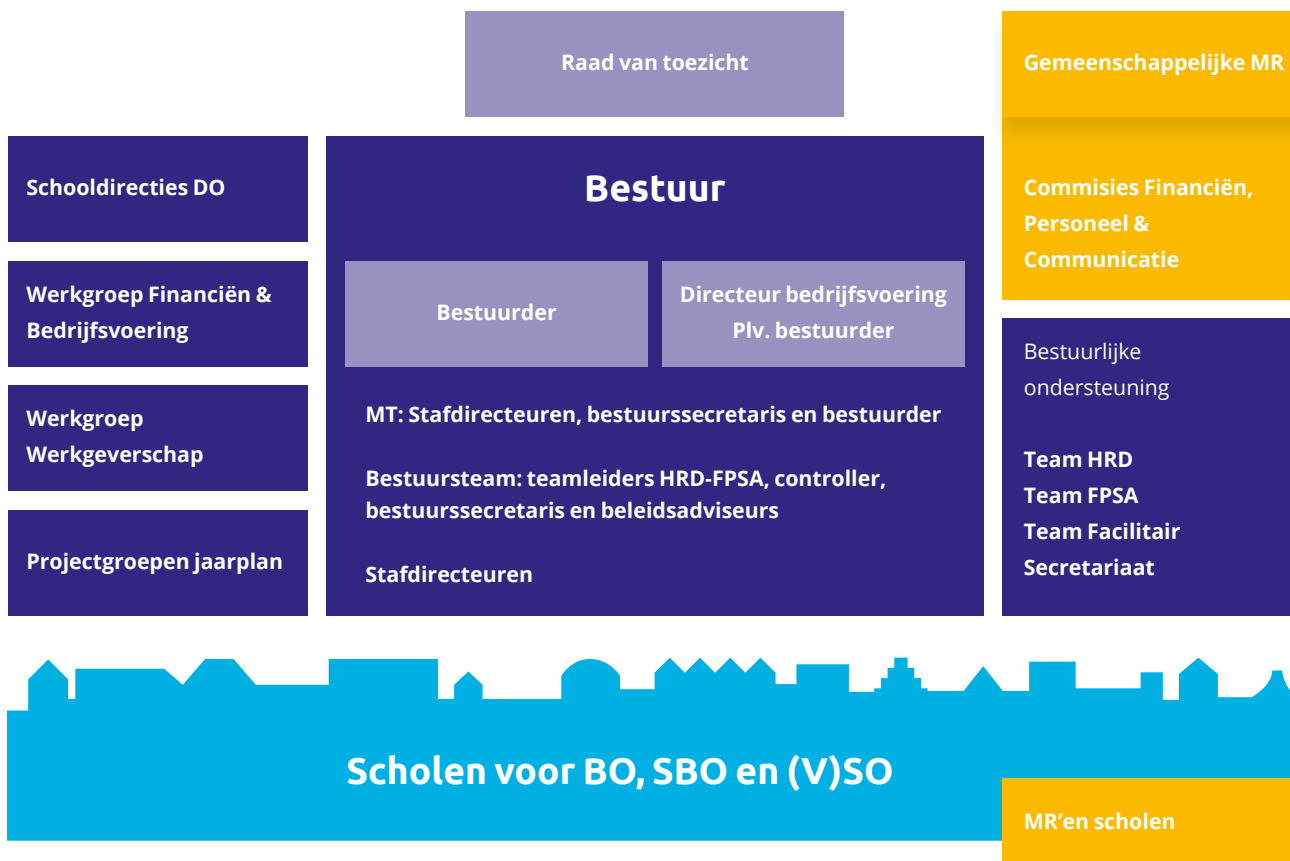 Raad van toezicht
Gemeenschappelijke MR
Schooldirecties DO
Werkgroep Financiën &
Bedrijfsvoering
Werkgroep
Werkgeverschap
Projectgroepen jaarplan
Bestuur
Bestuurder
Directeur bedrijfsvoering
Plv. bestuurder
MT: Stafdirecteuren, bestuurssecretaris en bestuurder
Bestuursteam: teamleiders HRD-FPSA, controller,
bestuurssecretaris en beleidsadviseurs
Stafdirecteuren
Commisies Financiën,
Personeel &
Communicatie
Bestuurlijke
ondersteuning
Team HRD
Team FPSA
Team Facilitair
Secretariaat
Scholen voor BO, SBO en (V)SO
MR’en scholen